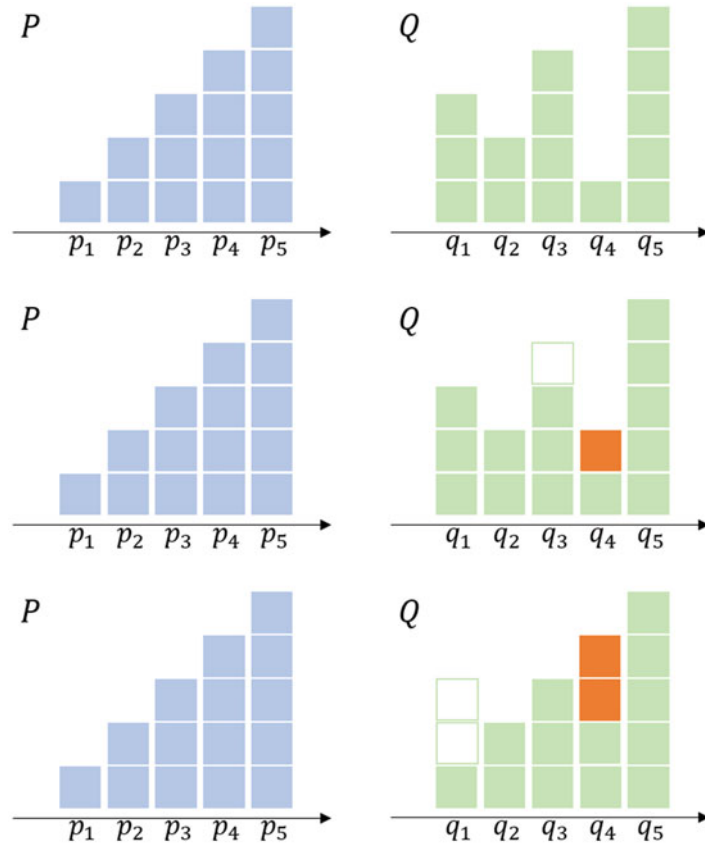 P Q
p₁ p₂ p₃ p₄ p₅ q₁ q₂ q₃ q₄ q₅
P Q
p₁ p₂ p₃ p₄ p₅ q₁ q₂ q₃ q₄ q₅
P Q
p₁ p₂ p₃ p₄ p₅ q₁ q₂ q₃ q₄ q₅